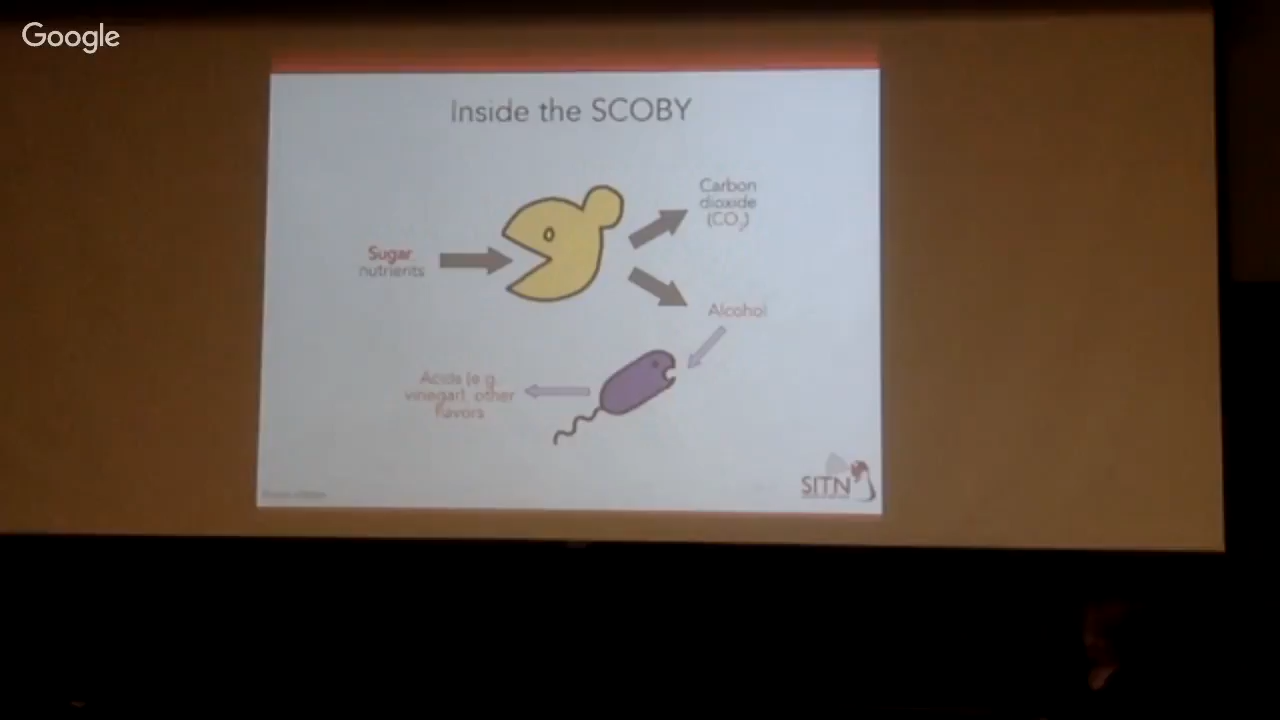 Google
Inside the SCOBY
Carbon
dioxide
(CO₂)
Sugar
nutrients
Alcohol
Acids (e.g.
vinegar), other
flavors
SITN